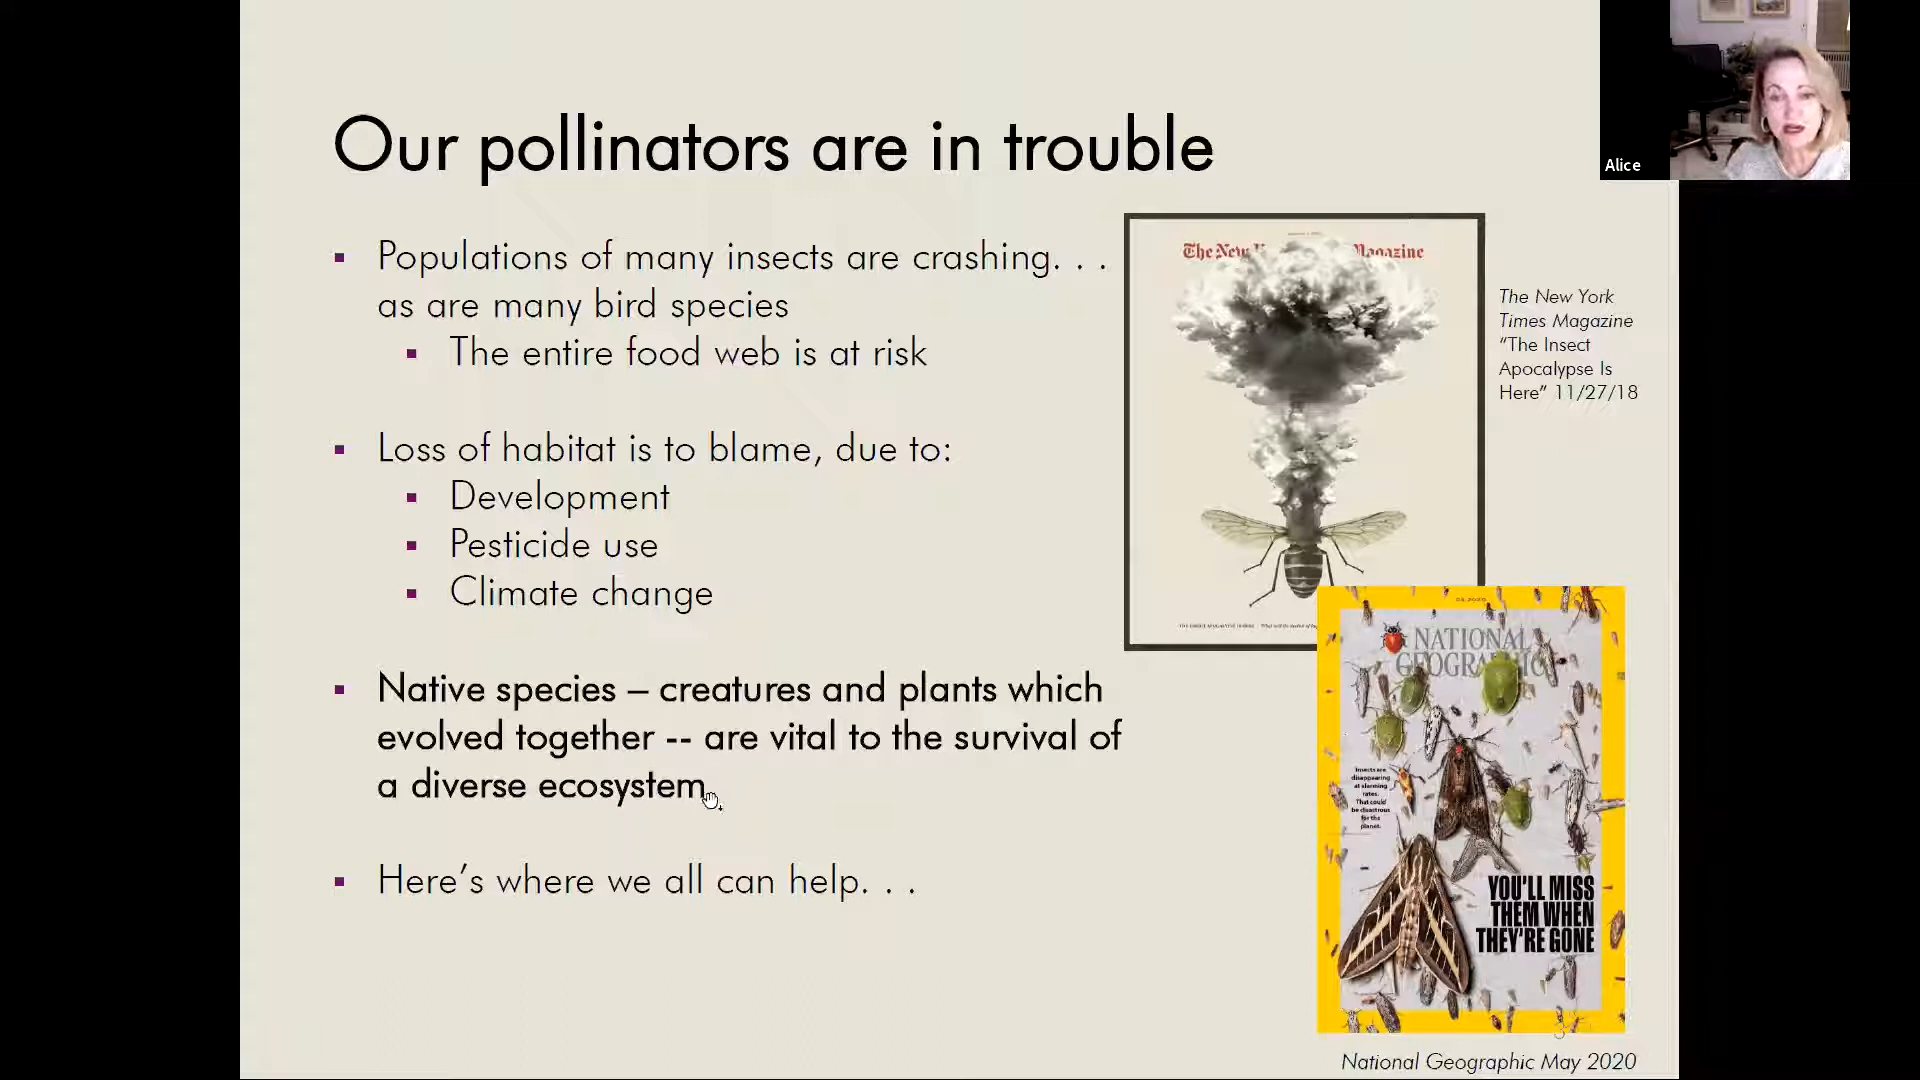 Our pollinators are in trouble
Alice
▪ Populations of many insects are crashing. . .
as are many bird species
▪ The entire food web is at risk
▪ Loss of habitat is to blame, due to:
▪ Development
▪ Pesticide use
▪ Climate change
▪ Native species – creatures and plants which
evolved together -- are vital to the survival of
a diverse ecosystem.
▪ Here’s where we all can help. . .
The New Magazine
The New York
Times Magazine
“The Insect
Apocalypse Is
Here” 11/27/18
05.2020
NATIONAL
GEOGRAPHIC
Insects are
disappearing
at alarming
rates.
That could
be disastrous
for the
planet.
YOU'LL MISS
THEM WHEN
THEY'RE GONE
3
National Geographic May 2020